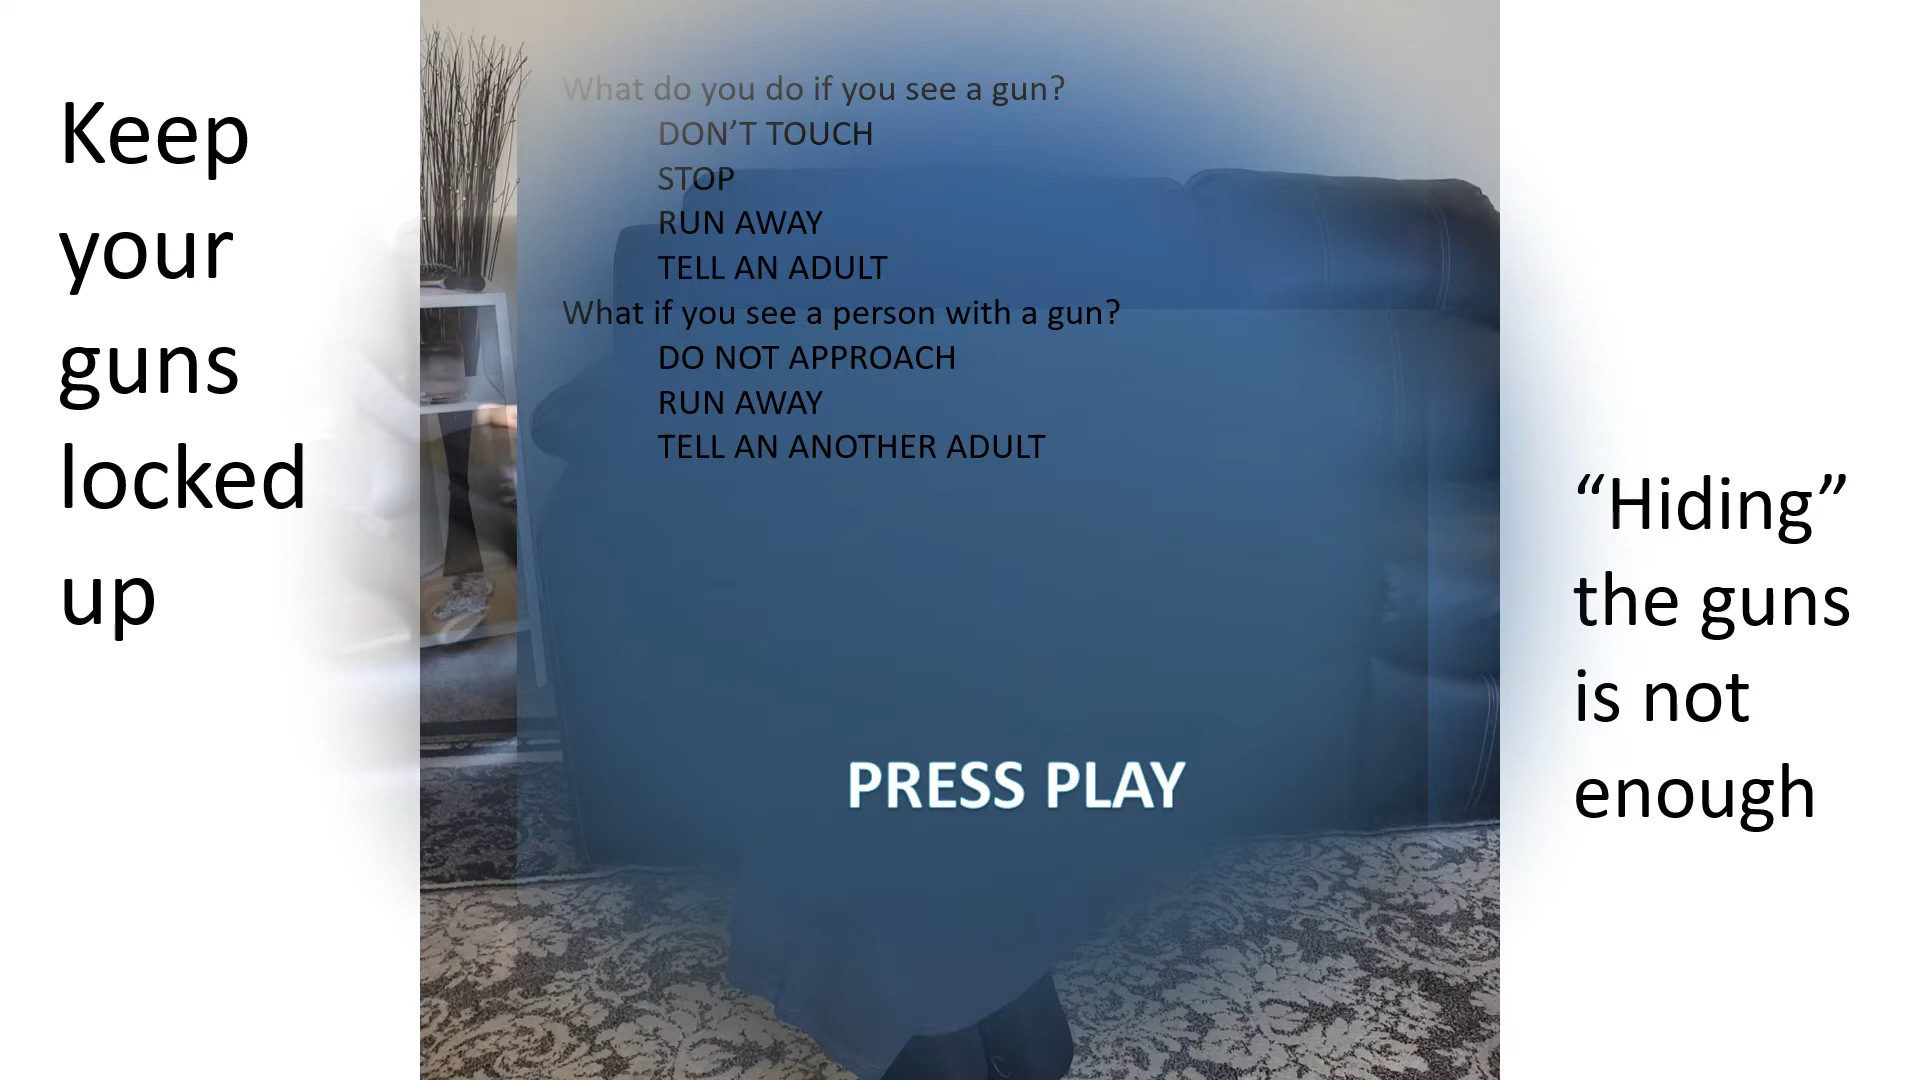 Keep
your
guns
locked
up
What do you do if you see a gun?
DON’T TOUCH
STOP
RUN AWAY
TELL AN ADULT
What if you see a person with a gun?
DO NOT APPROACH
RUN AWAY
TELL AN ANOTHER ADULT
PRESS PLAY
“Hiding”
the guns
is not
enough